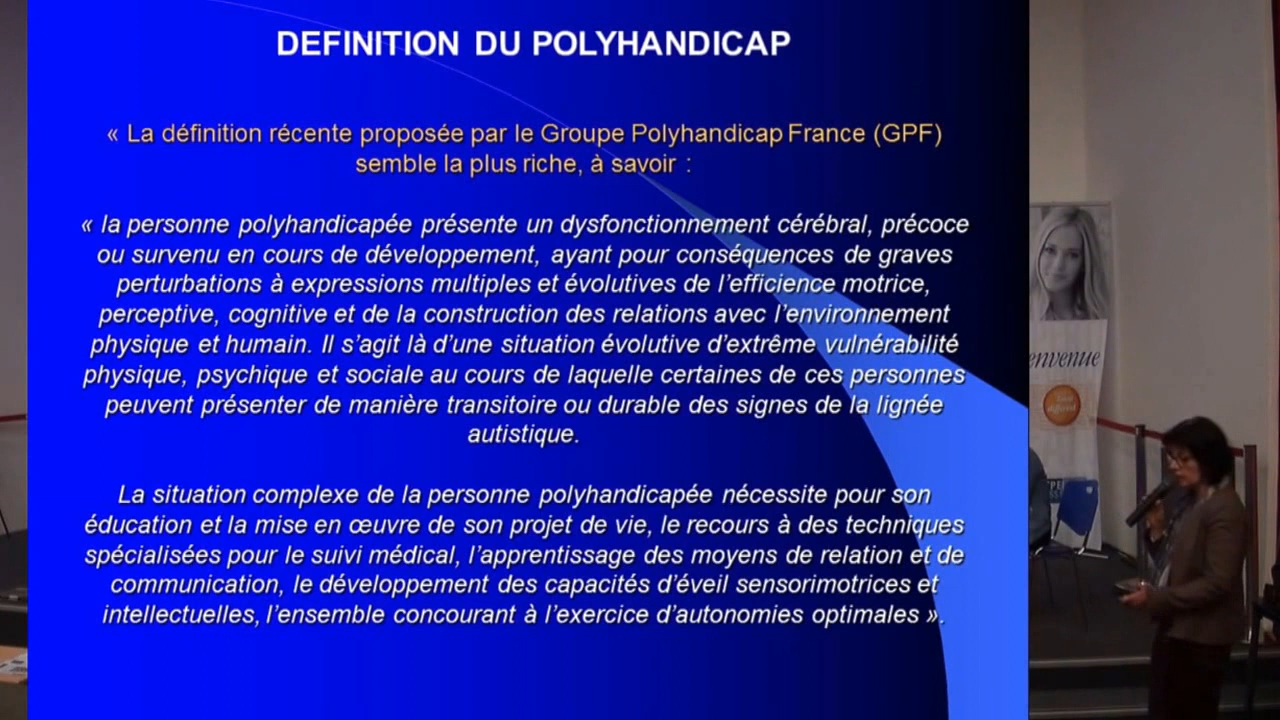 DEFINITION DU POLYHANDICAP
« La définition récente proposée par le Groupe Polyhandicap France (GPF)
semble la plus riche, à savoir :
« la personne polyhandicapée présente un dysfonctionnement cérébral, précoce
ou survenu en cours de développement, ayant pour conséquences de graves
perturbations à expressions multiples et évolutives de l'efficience motrice,
perceptive, cognitive et de la construction des relations avec l'environnement
physique et humain. Il s'agit là d'une situation évolutive d'extrême vulnérabilité
physique, psychique et sociale au cours de laquelle certaines de ces personnes
peuvent présenter de manière transitoire ou durable des signes de la lignée
autistique.
La situation complexe de la personne polyhandicapée nécessite pour son
éducation et la mise en œuvre de son projet de vie, le recours à des techniques
spécialisées pour le suivi médical, l'apprentissage des moyens de relation et de
communication, le développement des capacités d'éveil sensorimotrices et
intellectuelles, l'ensemble concourant à l'exercice d'autonomies optimales ».
envenue